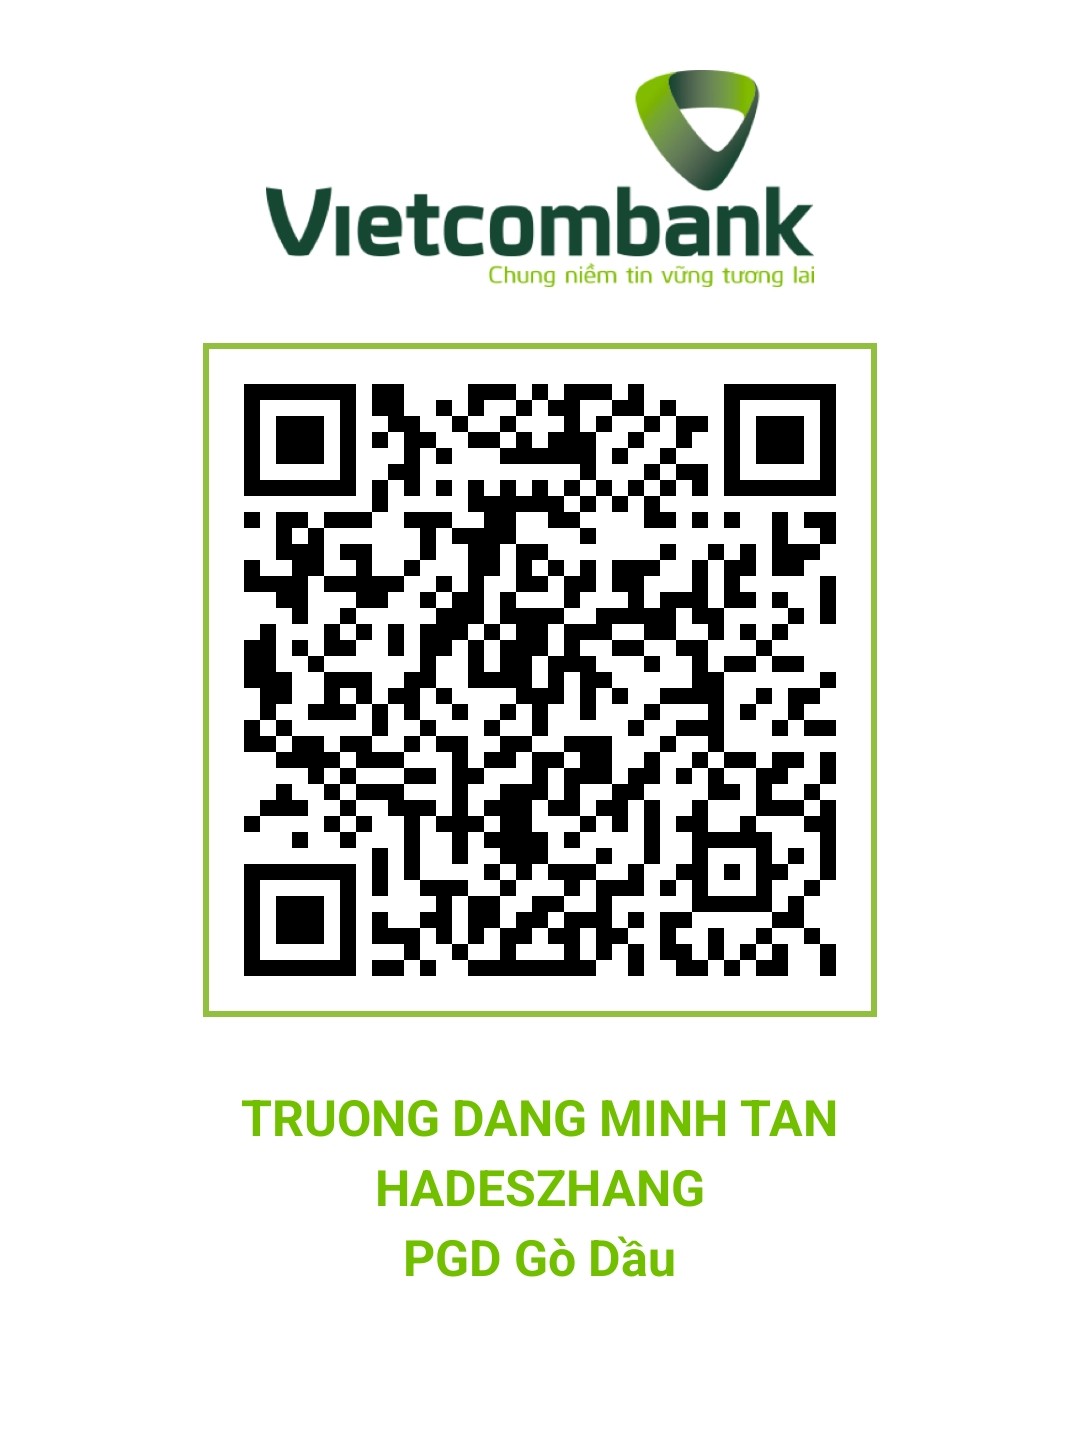 Vietcombank
Chung niềm tin vững tương lai
TRUONG DANG MINH TAN
HADESZHANG
PGD Gò Dầu